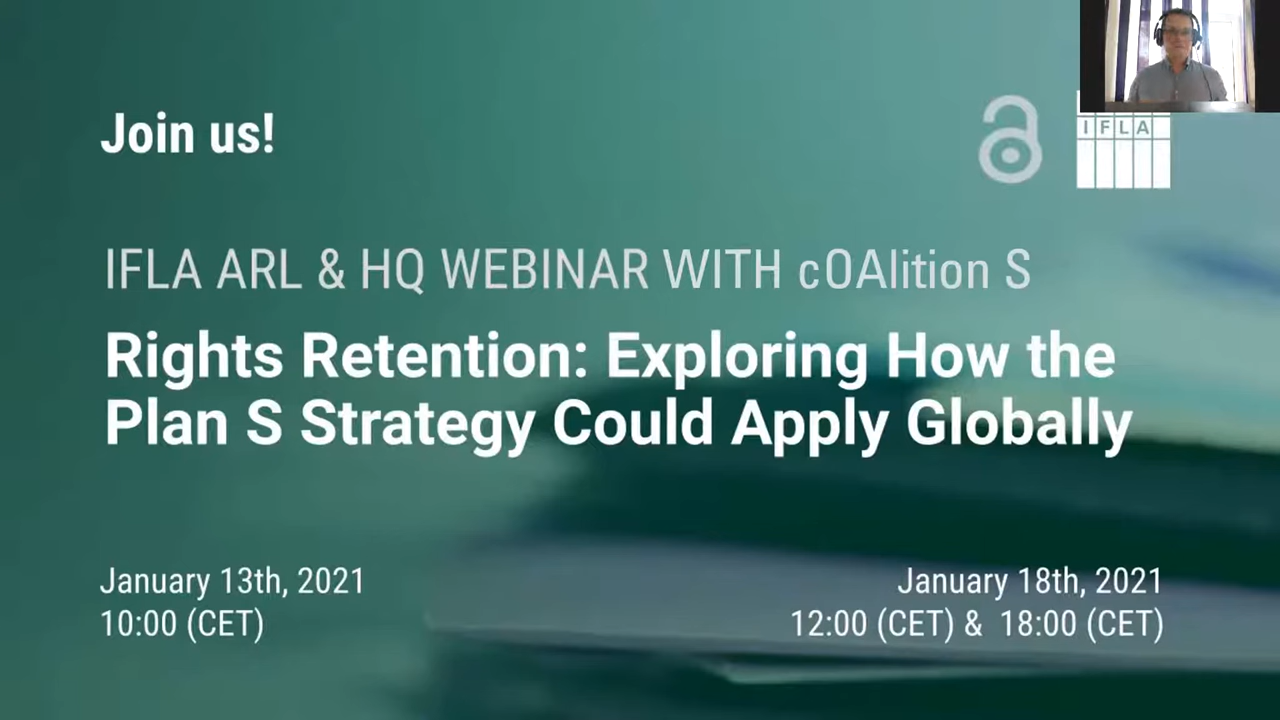 Join us!
IFLA
IFLA ARL & HQ WEBINAR WITH cOAlition S
Rights Retention: Exploring How the
Plan S Strategy Could Apply Globally
January 13th, 2021
10:00 (CET)
January 18th, 2021
12:00 (CET) & 18:00 (CET)